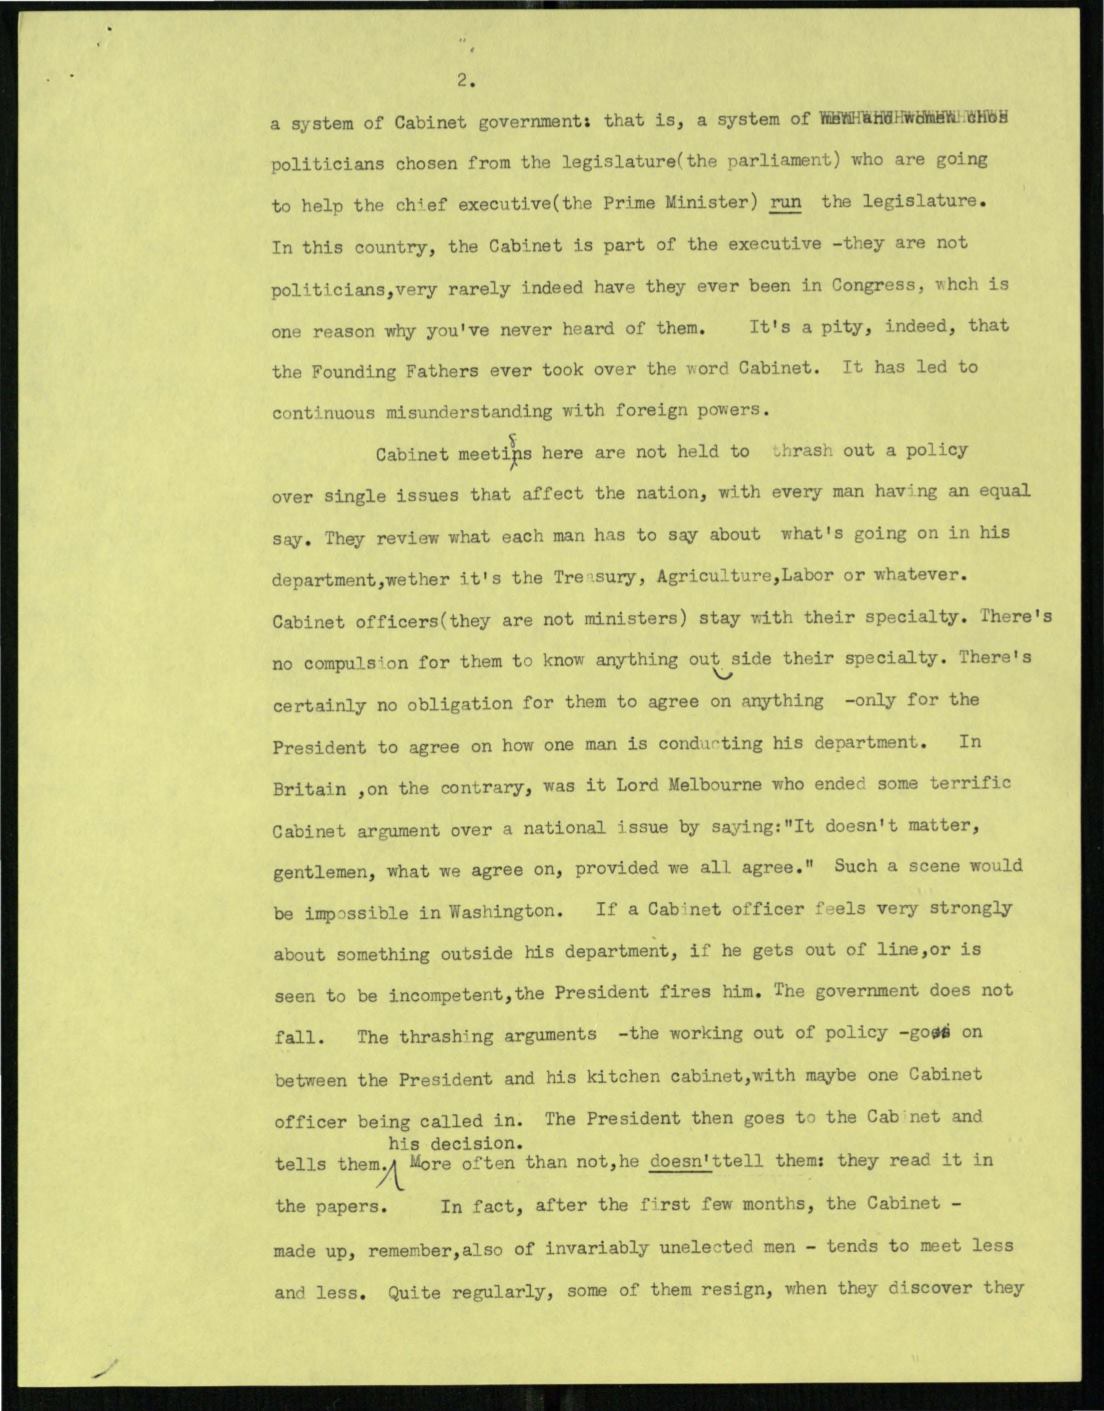 2.
a system of Cabinet government: that is, a system of men and women chos
politicians chosen from the legislature(the parliament) who are going
to help the chief executive(the Prime Minister) run the legislature.
In this country, the Cabinet is part of the executive -they are not
politicians,very rarely indeed have they ever been in Congress, whch is
one reason why you've never heard of them. It's a pity, indeed, that
the Founding Fathers ever took over the word Cabinet. It has led to
continuous misunderstanding with foreign powers.
Cabinet meetings here are not held to thrash out a policy
over single issues that affect the nation, with every man having an equal
say. They review what each man has to say about what's going on in his
department,wether it's the Treasury, Agriculture,Labor or whatever.
Cabinet officers(they are not ministers) stay with their specialty. There's
no compulsion for them to know anything out side their specialty. There's
certainly no obligation for them to agree on anything -only for the
President to agree on how one man is conducting his department. In
Britain ,on the contrary, was it Lord Melbourne who ended some terrific
Cabinet argument over a national issue by saying:"It doesn't matter,
gentlemen, what we agree on, provided we all agree." Such a scene would
be impossible in Washington. If a Cabinet officer feels very strongly
about something outside his department, if he gets out of line,or is
seen to be incompetent,the President fires him. The government does not
fall. The thrashing arguments -the working out of policy -goes on
between the President and his kitchen cabinet,with maybe one Cabinet
officer being called in. The President then goes to the Cabinet and
his decision.
tells them. More often than not,he doesn'ttell them: they read it in
the papers. In fact, after the first few months, the Cabinet -
made up, remember,also of invariably unelected men - tends to meet less
and less. Quite regularly, some of them resign, when they discover they